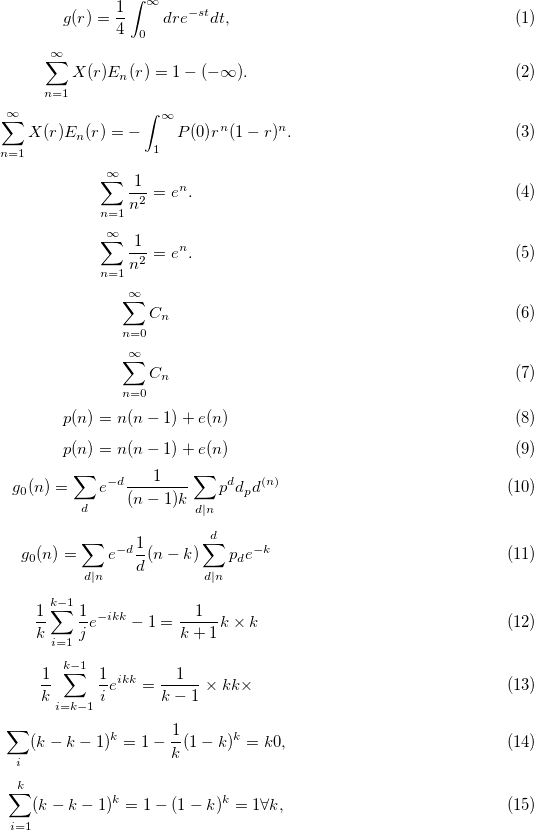 g(r) = \frac{1}{4} \int_0^\infty dre^{-st}dt, (1)
\sum_{n=1}^\infty X(r)E_n(r) = 1 - (-\infty). (2)
\sum_{n=1}^\infty X(r)E_n(r) = -\int_1^\infty P(0)r^n(1-r)^n. (3)
\sum_{n=1}^\infty \frac{1}{n^2} = e^n. (4)
\sum_{n=1}^\infty \frac{1}{n^2} = e^n. (5)
\sum_{n=0}^\infty C_n (6)
\sum_{n=0}^\infty C_n (7)
p(n) = n(n-1) + e(n) (8)
p(n) = n(n-1) + e(n) (9)
g_0(n) = \sum_d e^{-d} \frac{1}{(n-1)k} \sum_{d|n} p^d d_p d^{(n)} (10)
g_0(n) = \sum_{d|n} e^{-d} \frac{1}{d}(n-k) \sum_{d|n}^d p_d e^{-k} (11)
\frac{1}{k} \sum_{i=1}^{k-1} \frac{1}{j} e^{-ikk} - 1 = \frac{1}{k+1} k \times k (12)
\frac{1}{k} \sum_{i=k-1}^{k-1} \frac{1}{i} e^{ikk} = \frac{1}{k-1} \times kk\times (13)
\sum_i (k-k-1)^k = 1 - \frac{1}{k}(1-k)^k = k0, (14)
\sum_{i=1}^k (k-k-1)^k = 1 - (1-k)^k = 1\forall k, (15)